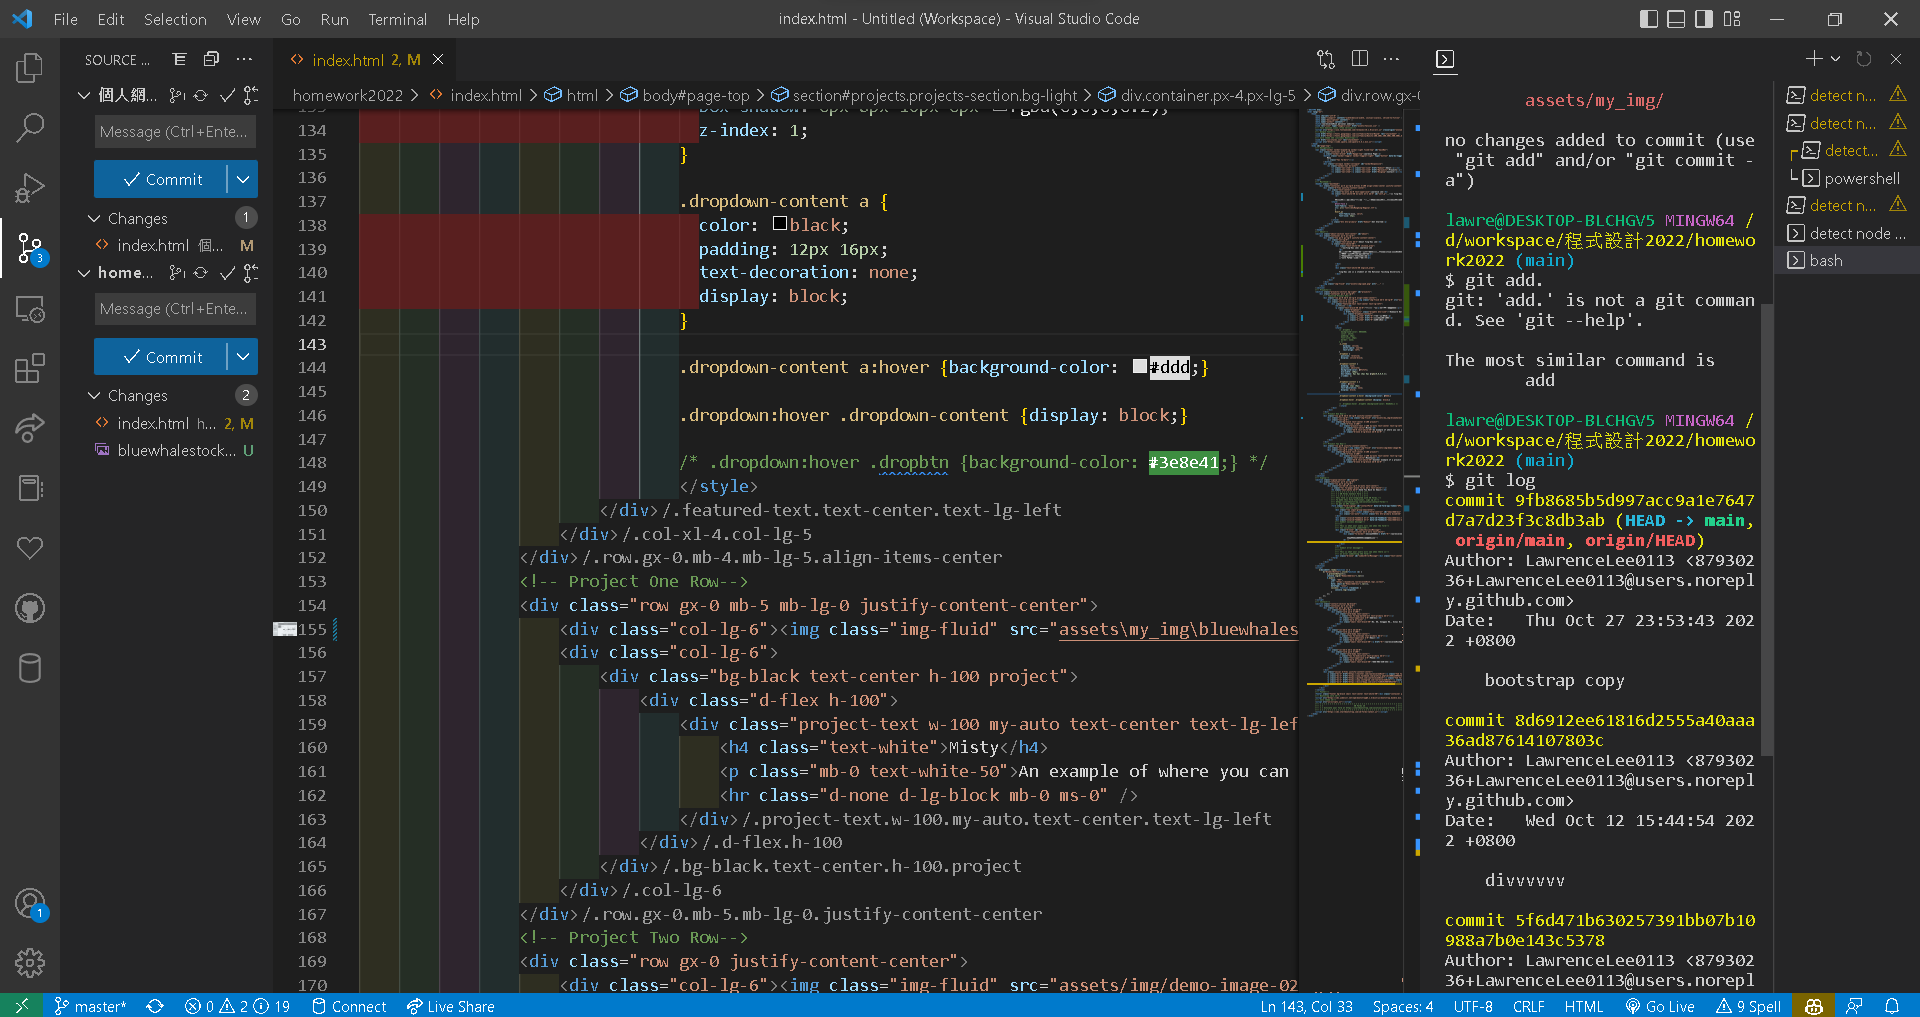 File Edit Selection View Go Run Terminal Help
index.html - Untitled (Workspace) - Visual Studio Code
SOURCE ...
個人網...
Message (Ctrl+Ente...
Commit
Changes 1
index.html 個... M
home...
Message (Ctrl+Ente...
Commit
Changes 2
index.html h... 2, M
bluewhalestock... U
3
1
index.html 2, M
homework2022 > index.html > html > body#page-top > section#projects.projects-section.bg-light > div.container.px-4.px-lg-5 > div.row.gx-0
134 z-index: 1;
135 }
136
137 .dropdown-content a {
138 color: black;
139 padding: 12px 16px;
140 text-decoration: none;
141 display: block;
142 }
143
144 .dropdown-content a:hover {background-color: #ddd;}
145
146 .dropdown:hover .dropdown-content {display: block;}
147
148 /* .dropdown:hover .dropbtn {background-color: #3e8e41;} */
149 </style>
150 </div>/.featured-text.text-center.text-lg-left
151 </div>/.col-xl-4.col-lg-5
152 </div>/.row.gx-0.mb-4.mb-lg-5.align-items-center
153 <!-- Project One Row-->
154 <div class="row gx-0 mb-5 mb-lg-0 justify-content-center">
155 <div class="col-lg-6"><img class="img-fluid" src="assets\my_img\bluewhales
156 <div class="col-lg-6">
157 <div class="bg-black text-center h-100 project">
158 <div class="d-flex h-100">
159 <div class="project-text w-100 my-auto text-center text-lg-lef
160 <h4 class="text-white">Misty</h4>
161 <p class="mb-0 text-white-50">An example of where you can
162 <hr class="d-none d-lg-block mb-0 ms-0" />
163 </div>/.project-text.w-100.my-auto.text-center.text-lg-left
164 </div>/.d-flex.h-100
165 </div>/.bg-black.text-center.h-100.project
166 </div>/.col-lg-6
167 </div>/.row.gx-0.mb-5.mb-lg-0.justify-content-center
168 <!-- Project Two Row-->
169 <div class="row gx-0 justify-content-center">
170 <div class="col-lg-6"><img class="img-fluid" src="assets/img/demo-image-02
assets/my_img/
no changes added to commit (use
"git add" and/or "git commit -
a")
lawre@DESKTOP-BLCHGV5 MINGW64 /
d/workspace/程式設計2022/homewo
rk2022 (main)
$ git add.
git: 'add.' is not a git comman
d. See 'git --help'.
The most similar command is
add
lawre@DESKTOP-BLCHGV5 MINGW64 /
d/workspace/程式設計2022/homewo
rk2022 (main)
$ git log
commit 9fb8685b5d997acc9a1e7647
d7a7d23f3c8db3ab (HEAD -> main,
origin/main, origin/HEAD)
Author: LawrenceLee0113 <879302
36+LawrenceLee0113@users.norepl
y.github.com>
Date: Thu Oct 27 23:53:43 202
2 +0800
bootstrap copy
commit 8d6912ee61816d2555a40aaa
36ad87614107803c
Author: LawrenceLee0113 <879302
36+LawrenceLee0113@users.norepl
y.github.com>
Date: Wed Oct 12 15:44:54 202
2 +0800
divvvvvv
commit 5f6d471b630257391bb07b10
988a7b0e143c5378
Author: LawrenceLee0113 <879302
36+LawrenceLee0113@users.norepl
detect n...
detect n...
detect...
powershell
detect n...
detect node ...
bash
master* 0 2 19 Connect Live Share
Ln 143, Col 33 Spaces: 4 UTF-8 CRLF HTML Go Live 9 Spell